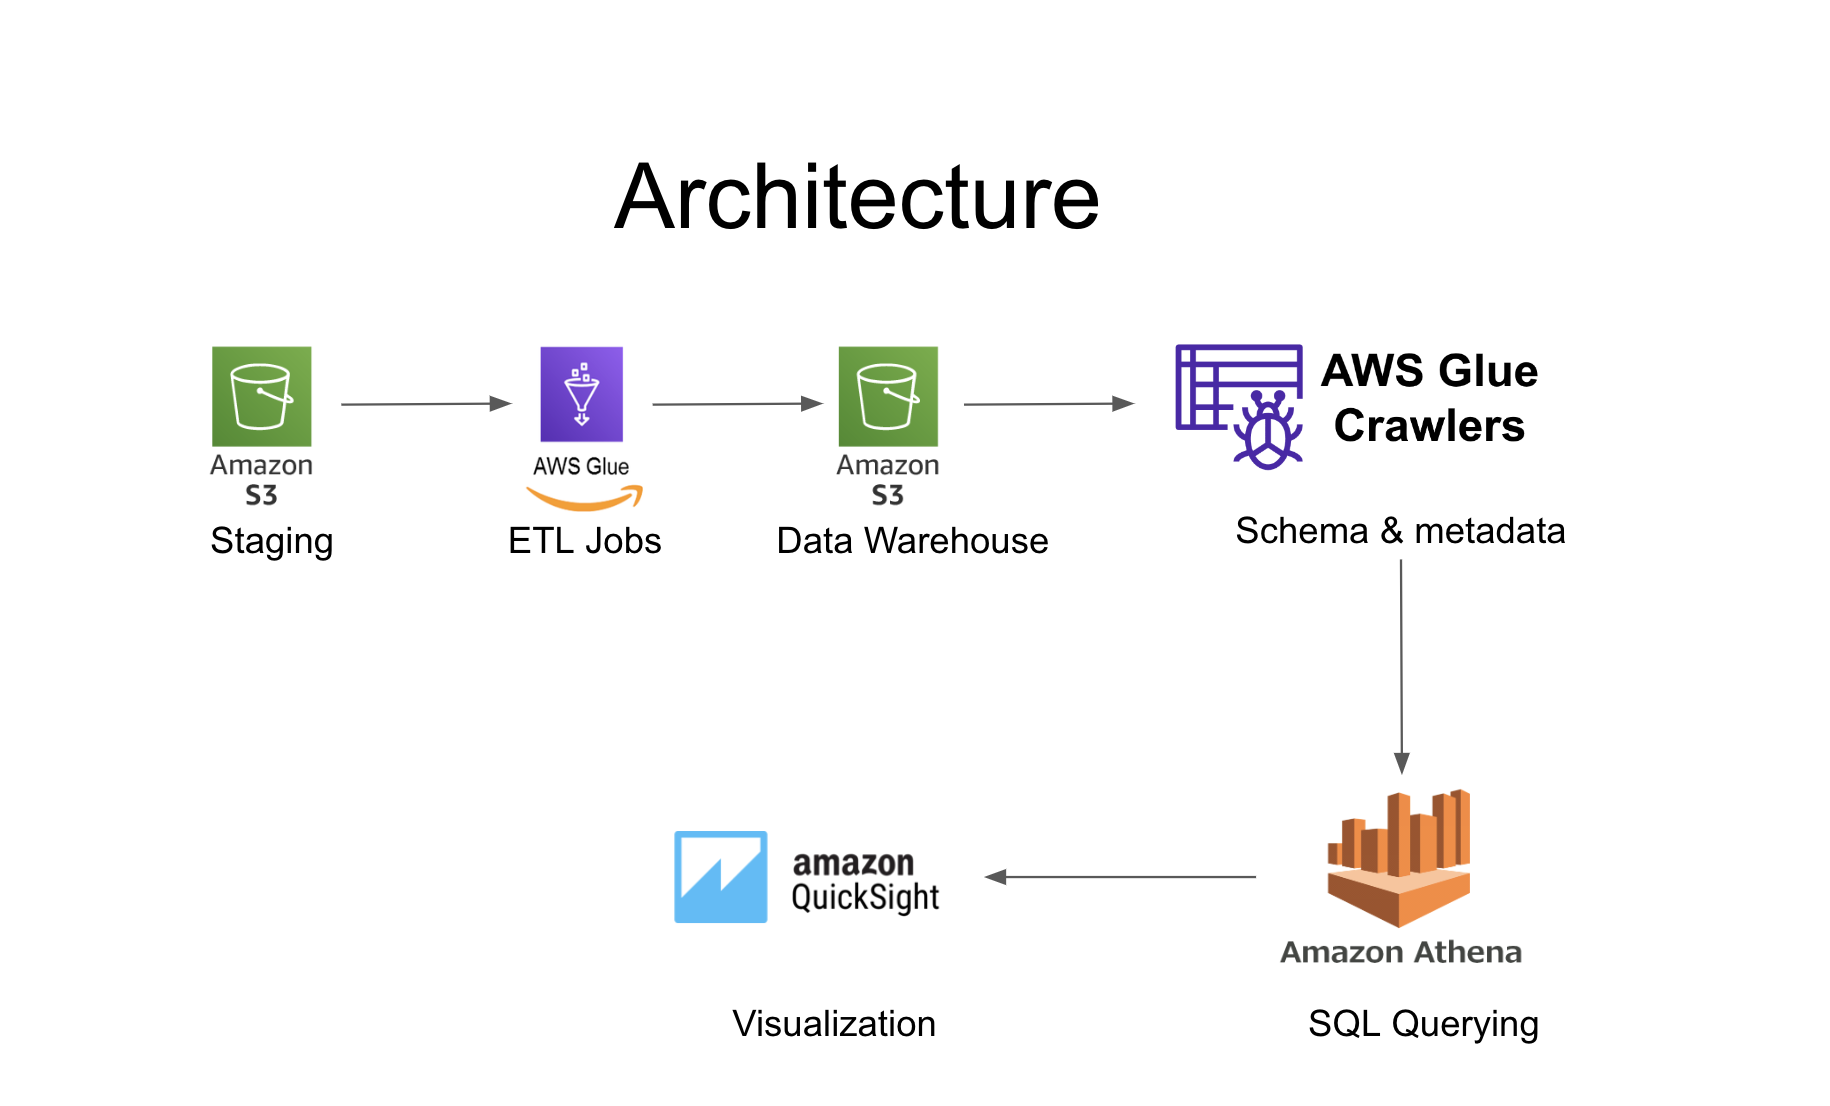 Architecture
Amazon
S3
Staging
AWS Glue
ETL Jobs
Amazon
S3
Data Warehouse
AWS Glue
Crawlers
Schema & metadata
amazon
QuickSight
Visualization
Amazon Athena
SQL Querying